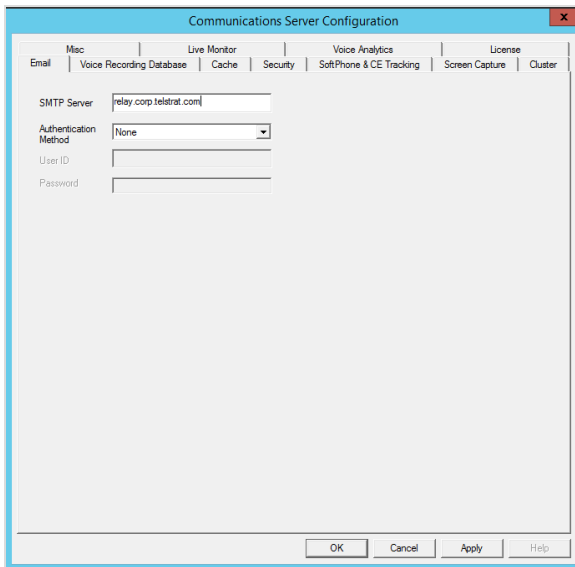 Communications Server Configuration
x
Misc Live Monitor Voice Analytics License
Email Voice Recording Database Cache Security SoftPhone & CE Tracking Screen Capture Cluster
SMTP Server relay.corp.telstrat.com
Authentication
Method
None
User ID
Password
OK Cancel Apply Help